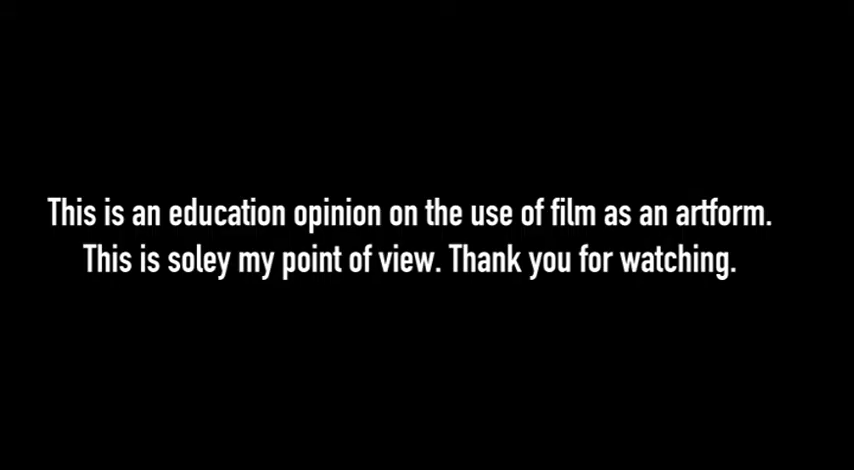 This is an education opinion on the use of film as an artform.
This is soley my point of view. Thank you for watching.